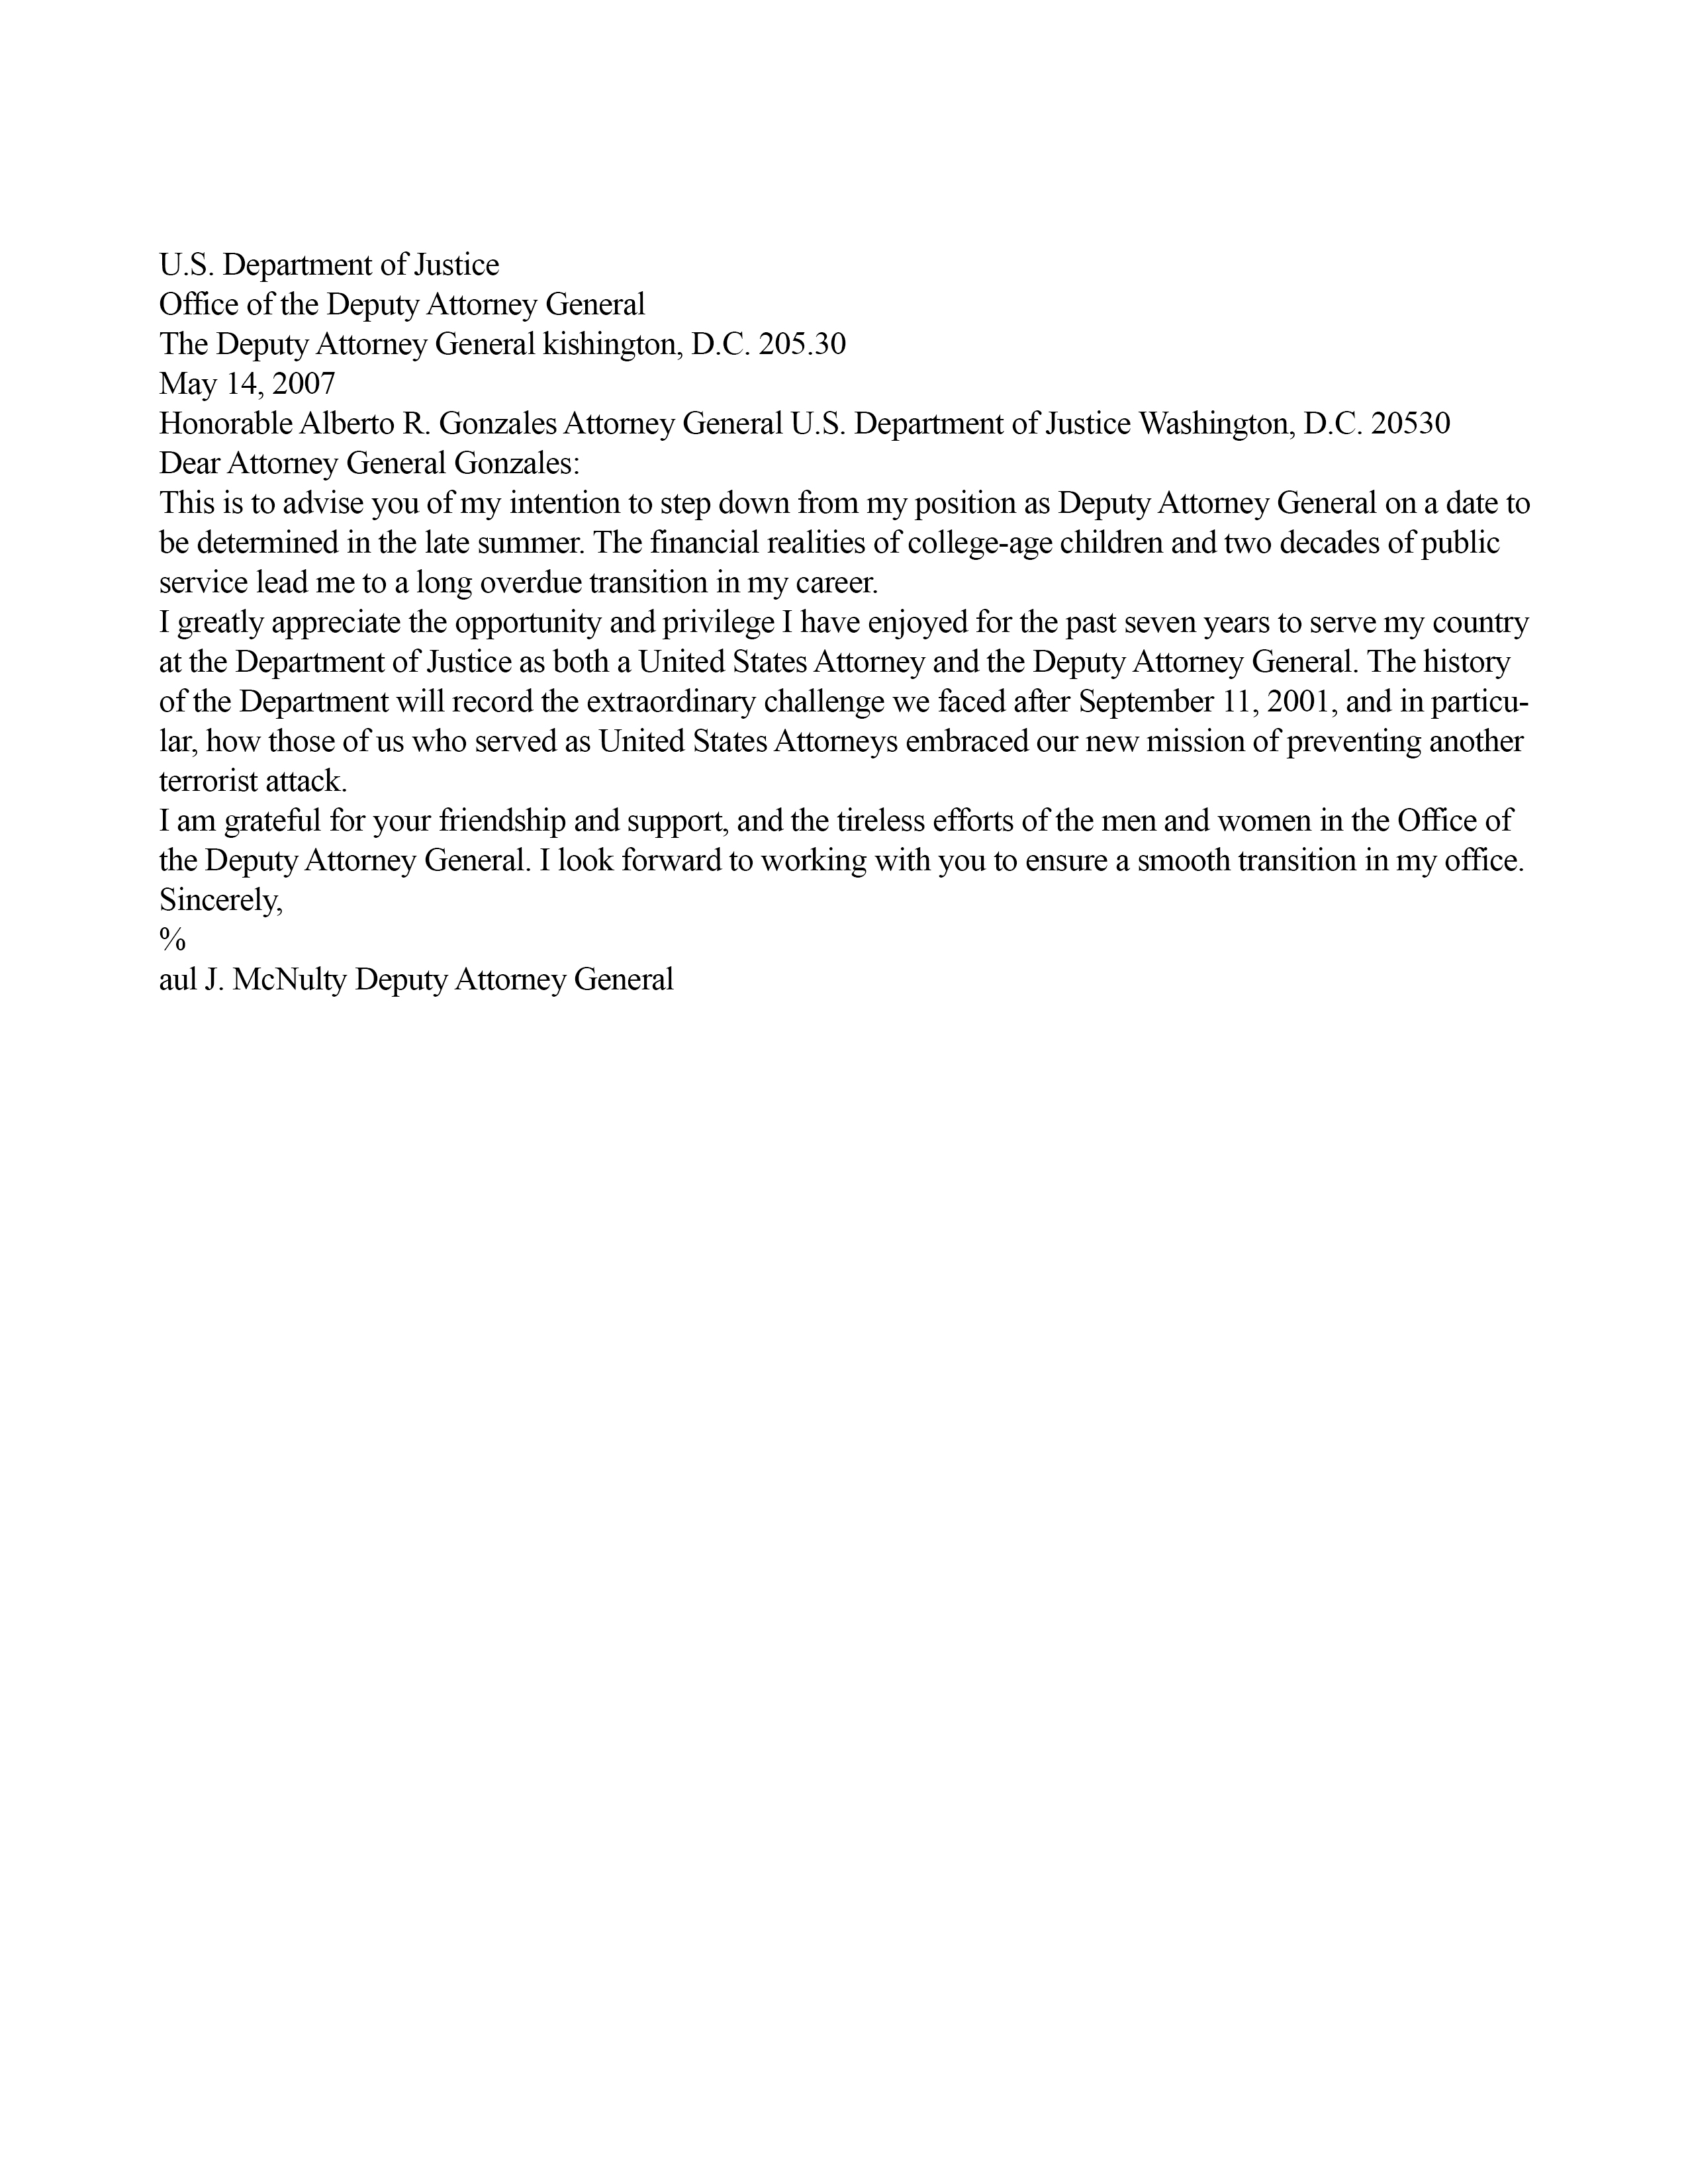 U.S. Department of Justice
Office of the Deputy Attorney General
The Deputy Attorney General kishington, D.C. 205.30
May 14, 2007
Honorable Alberto R. Gonzales Attorney General U.S. Department of Justice Washington, D.C. 20530
Dear Attorney General Gonzales:
This is to advise you of my intention to step down from my position as Deputy Attorney General on a date to
be determined in the late summer. The financial realities of college-age children and two decades of public
service lead me to a long overdue transition in my career.
I greatly appreciate the opportunity and privilege I have enjoyed for the past seven years to serve my country
at the Department of Justice as both a United States Attorney and the Deputy Attorney General. The history
of the Department will record the extraordinary challenge we faced after September 11, 2001, and in particu-
lar, how those of us who served as United States Attorneys embraced our new mission of preventing another
terrorist attack.
I am grateful for your friendship and support, and the tireless efforts of the men and women in the Office of
the Deputy Attorney General. I look forward to working with you to ensure a smooth transition in my office.
Sincerely,
%
aul J. McNulty Deputy Attorney General